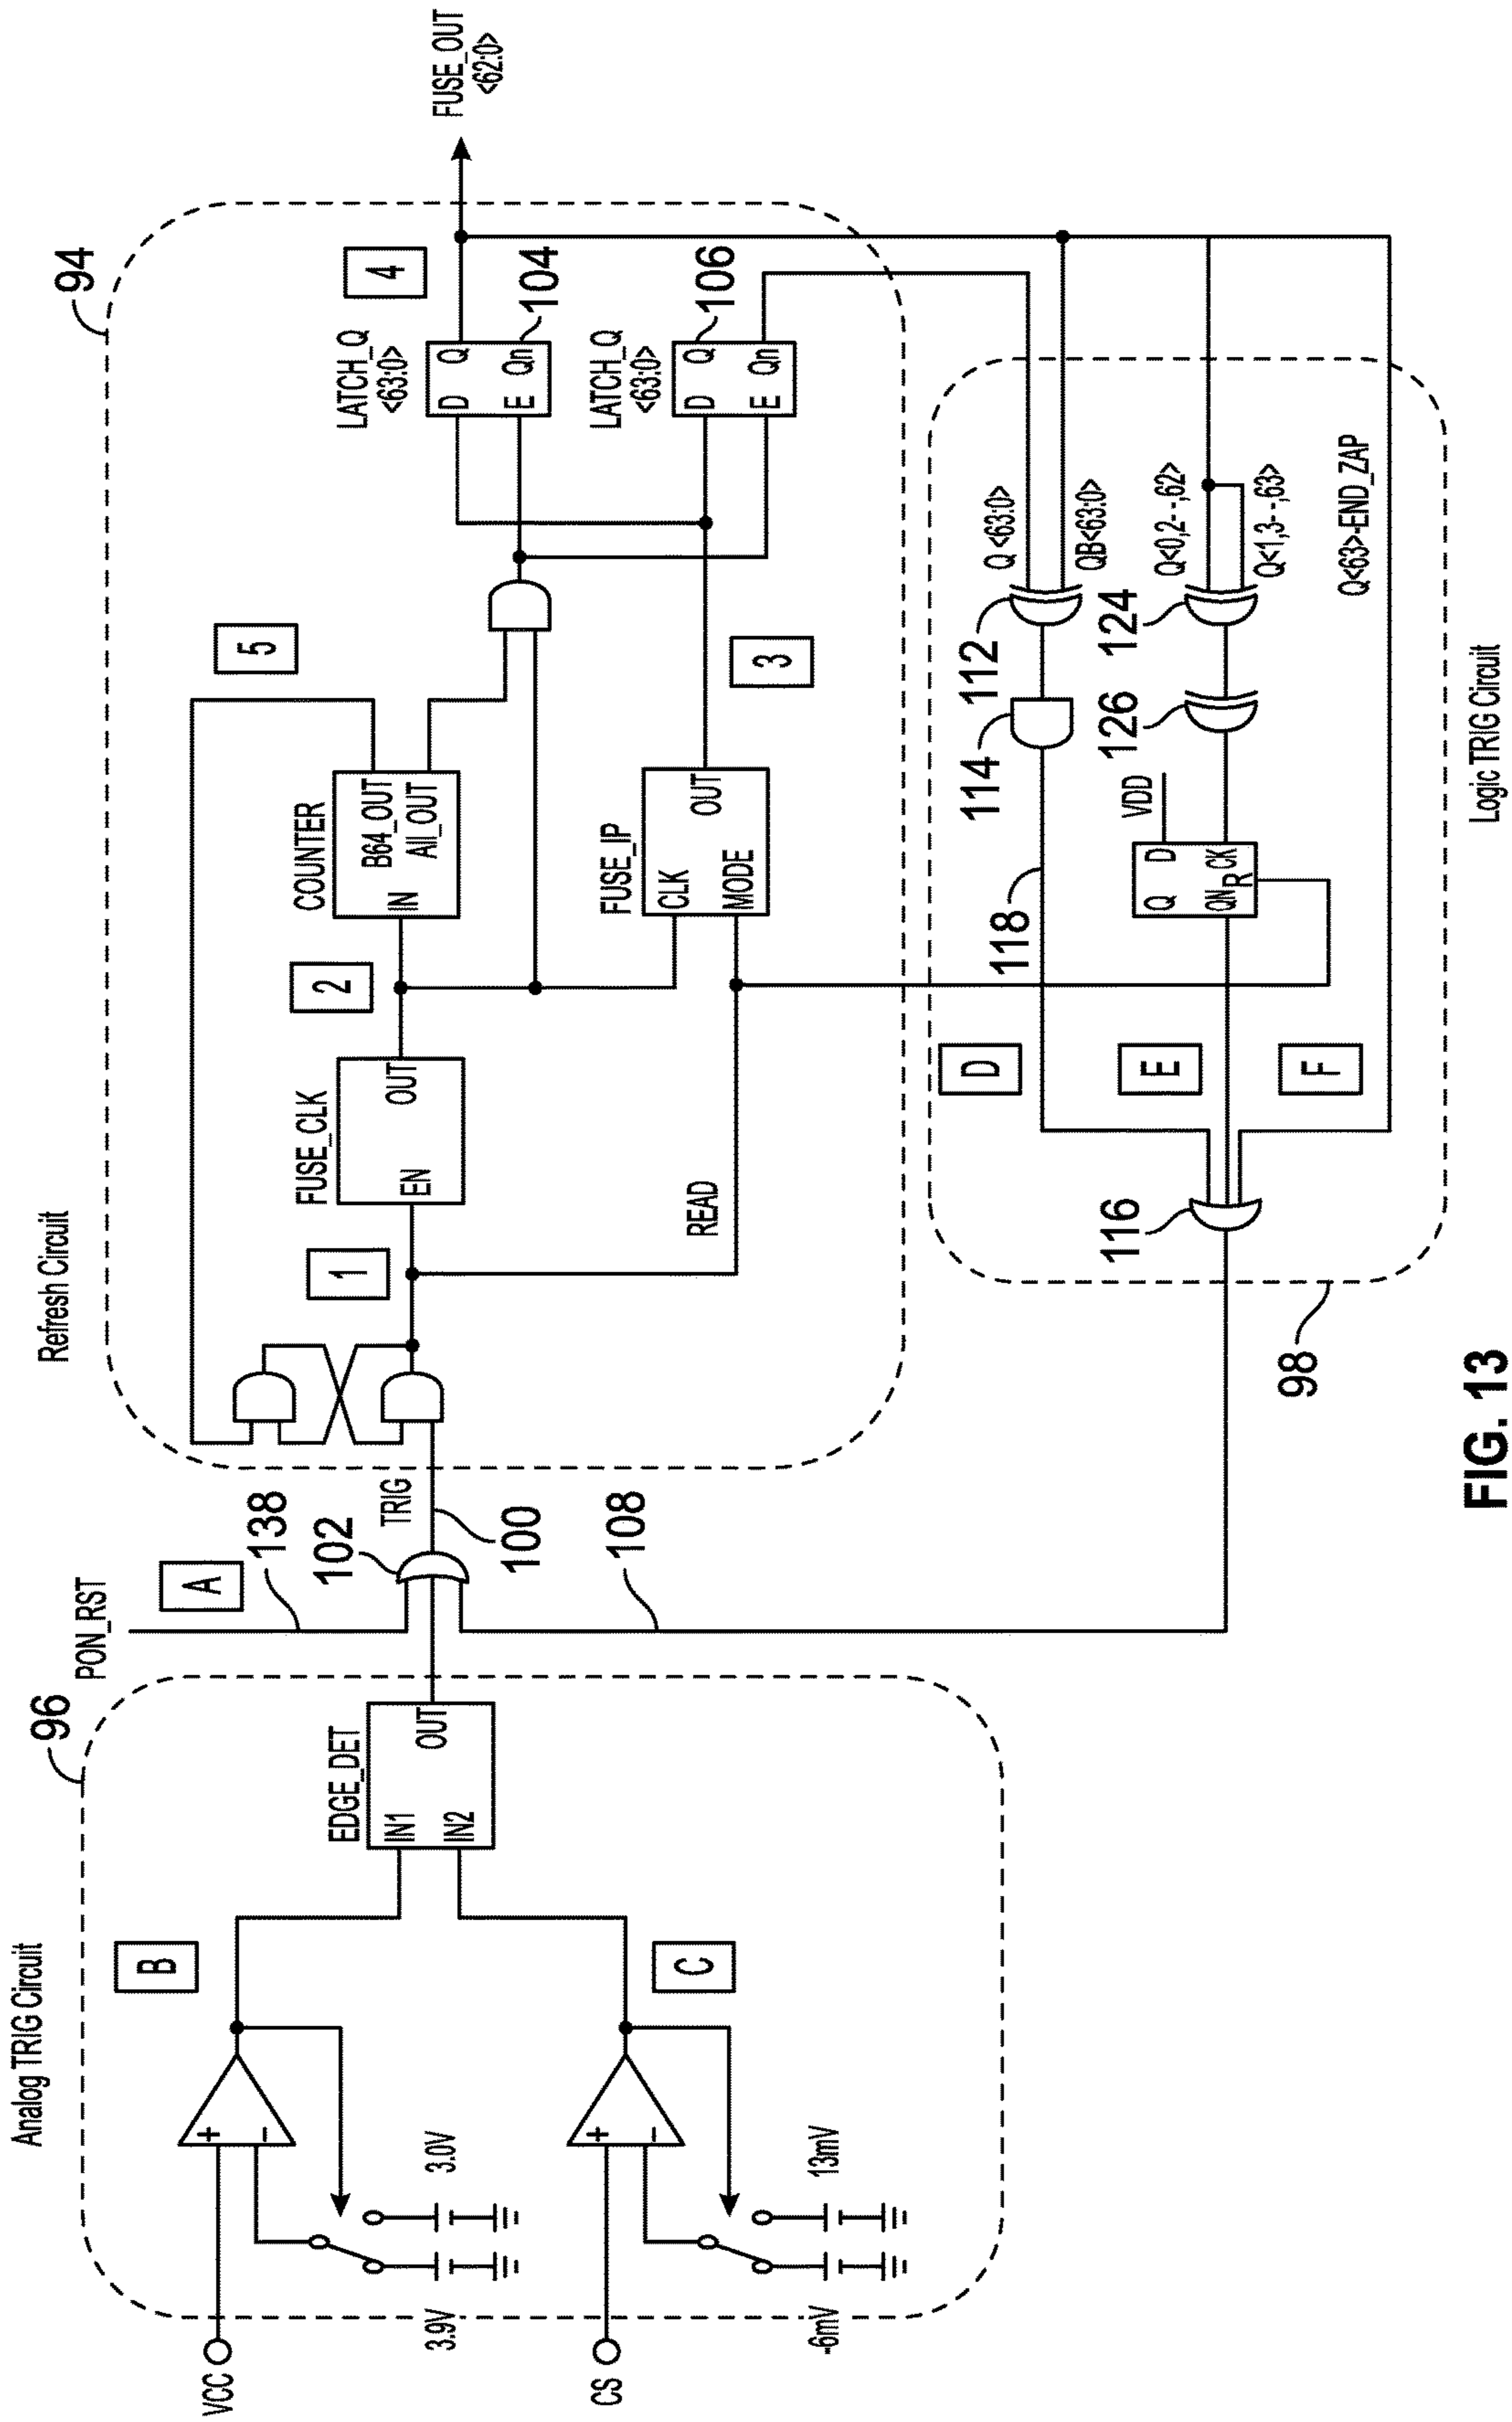 Analog TRIG Circuit
96
B
VCC
+
-
3.9V
3.0V
C
CS
+
-
-6mV
13mV
EDGE_DET
IN1
IN2
OUT
PON_RST
A
138
102
TRIG
100
108
Refresh Circuit
94
1
READ
FUSE_CLK
EN
OUT
2
COUNTER
IN
B64_OUT
All_OUT
5
FUSE_IP
CLK
MODE
OUT
3
LATCH_Q
<63:0>
D
Q
E
Qn
104
4
LATCH_Q
<63:0>
D
Q
E
Qn
106
FUSE_OUT
<62:0>
Logic TRIG Circuit
98
116
D
E
F
118
114
112
Q<63:0>
QB<63:0>
Q
D
QN
R
CK
VDD
126
124
Q<0,2--,62>
Q<1,3--,63>
Q<63>-END_ZAP
FIG. 13